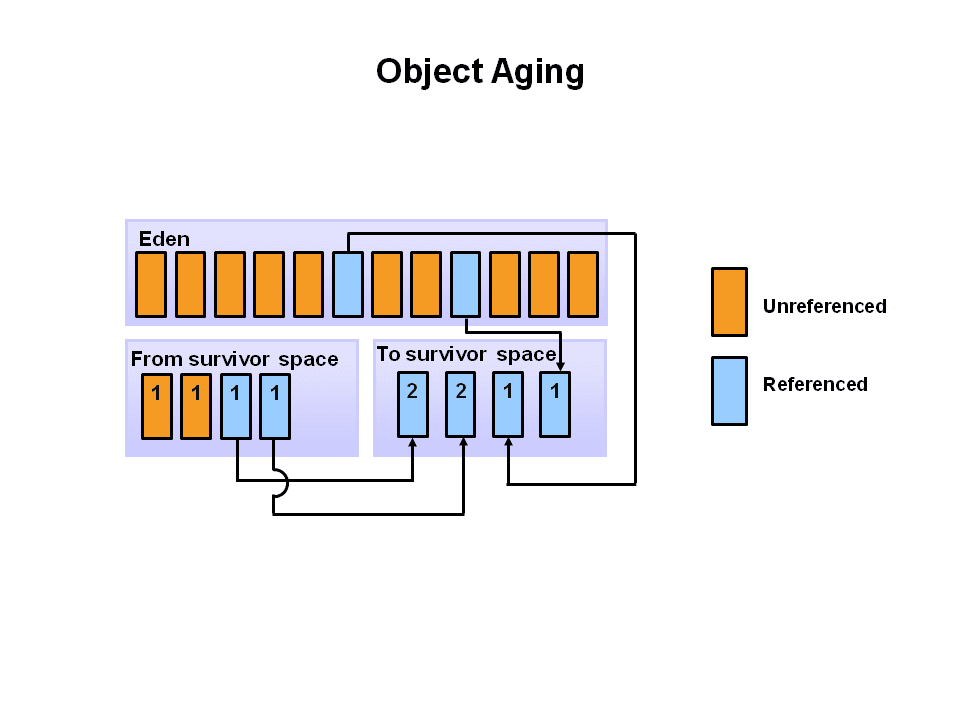 Object Aging
Eden
From survivor space
To survivor space
1 1 1 1
2 2 1 1
Unreferenced
Referenced